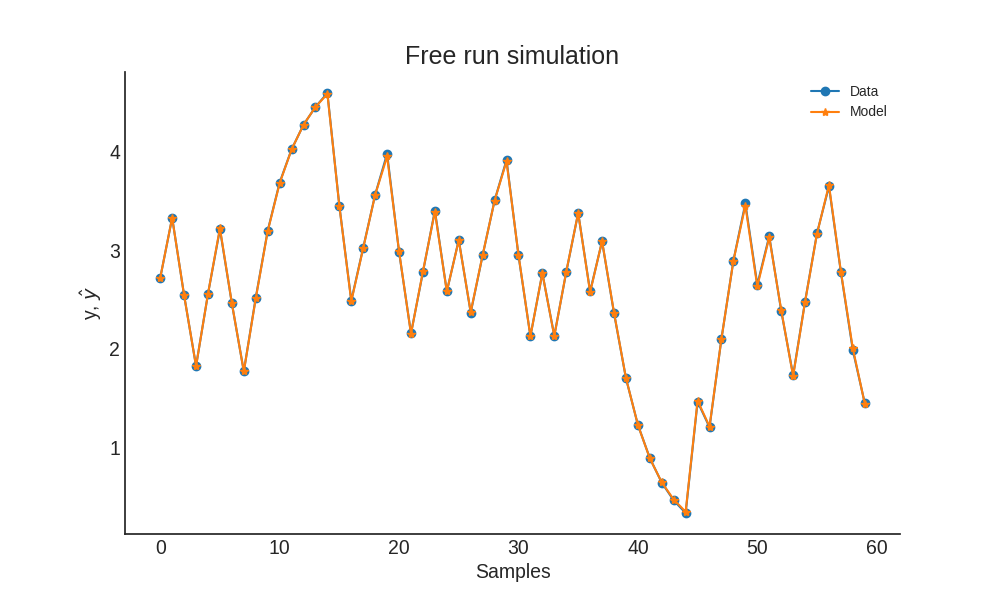 Free run simulation
Data
Model
4
3
2
1
y, ŷ
0 10 20 30 40 50 60
Samples